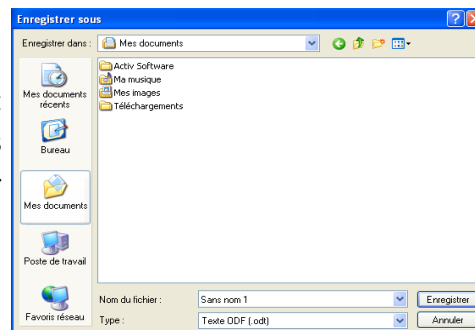 Enregistrer sous
Enregistrer dans :
Mes documents
Activ Software
Ma musique
Mes images
Téléchargements
Mes documents
récents
Bureau
Mes documents
Poste de travail
Favoris réseau
Nom du fichier :
Sans nom 1
Enregistrer
Type :
Texte ODF (.odt)
Annuler